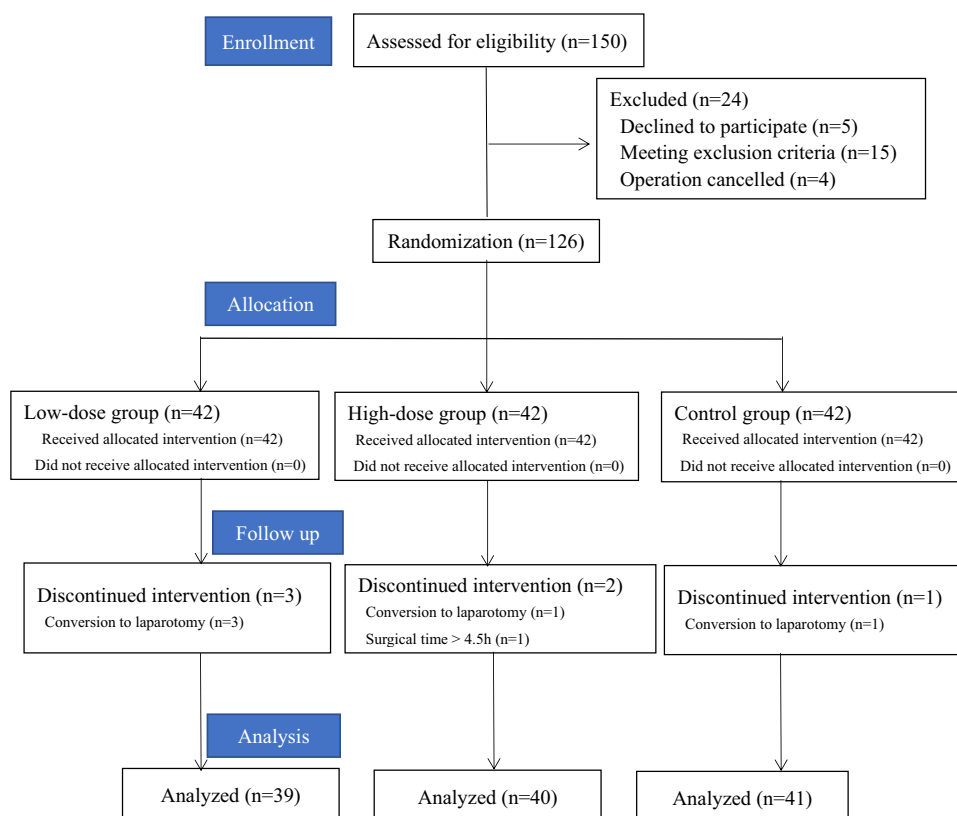 Enrollment
Assessed for eligibility (n=150)
Excluded (n=24)
Declined to participate (n=5)
Meeting exclusion criteria (n=15)
Operation cancelled (n=4)
Randomization (n=126)
Allocation
Low-dose group (n=42)
Received allocated intervention (n=42)
Did not receive allocated intervention (n=0)
High-dose group (n=42)
Received allocated intervention (n=42)
Did not receive allocated intervention (n=0)
Control group (n=42)
Received allocated intervention (n=42)
Did not receive allocated intervention (n=0)
Follow up
Discontinued intervention (n=3)
Conversion to laparotomy (n=3)
Discontinued intervention (n=2)
Conversion to laparotomy (n=1)
Surgical time > 4.5h (n=1)
Discontinued intervention (n=1)
Conversion to laparotomy (n=1)
Analysis
Analyzed (n=39)
Analyzed (n=40)
Analyzed (n=41)